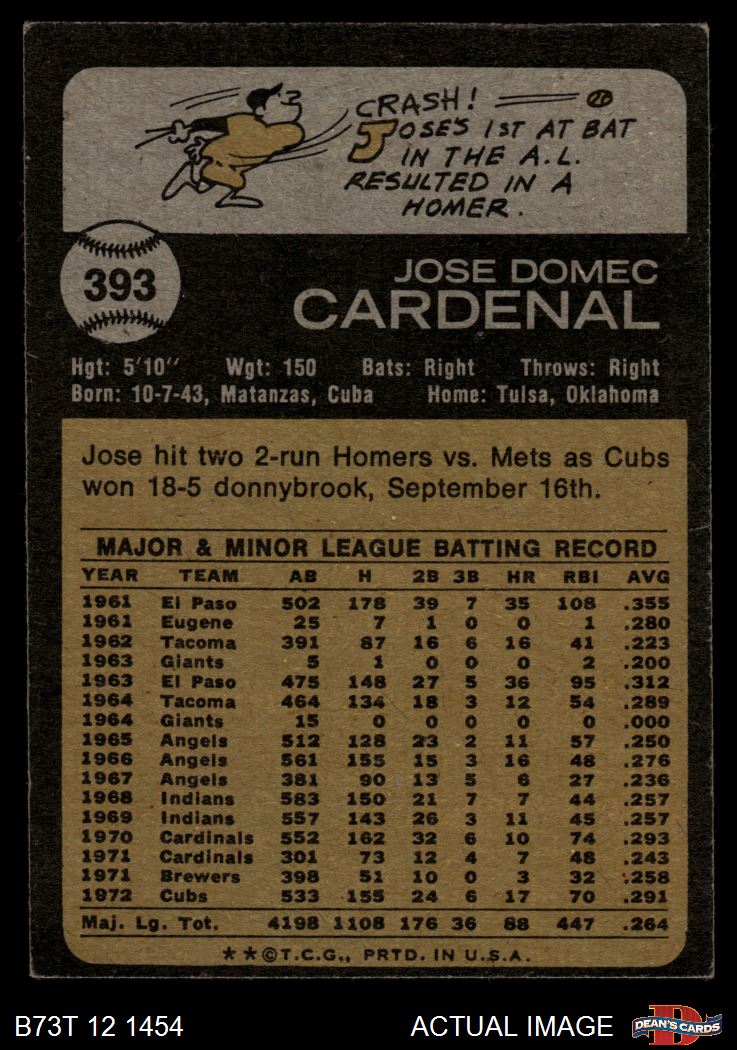 CRASH!
JOSE'S 1ST AT BAT
IN THE A.L.
RESULTED IN A
HOMER.
393
JOSE DOMEC
CARDENAL
Hgt: 5'10" Wgt: 150 Bats: Right Throws: Right
Born: 10-7-43, Matanzas, Cuba Home: Tulsa, Oklahoma
Jose hit two 2-run Homers vs. Mets as Cubs
won 18-5 donnybrook, September 16th.
MAJOR & MINOR LEAGUE BATTING RECORD
YEAR TEAM AB H 2B 3B HR RBI AVG
1961 El Paso 502 178 39 7 35 108 .355
1961 Eugene 25 7 1 0 0 1 .280
1962 Tacoma 391 87 16 6 16 41 .223
1963 Giants 5 1 0 0 0 2 .200
1963 El Paso 475 148 27 5 36 95 .312
1964 Tacoma 464 134 18 3 12 54 .289
1964 Giants 15 0 0 0 0 0 .000
1965 Angels 512 128 23 2 11 57 .250
1966 Angels 561 155 15 3 16 48 .276
1967 Angels 381 90 13 5 6 27 .236
1968 Indians 583 150 21 7 7 44 .257
1969 Indians 557 143 26 3 11 45 .257
1970 Cardinals 552 162 32 6 10 74 .293
1971 Cardinals 301 73 12 4 7 48 .243
1971 Brewers 398 51 10 0 3 32 .258
1972 Cubs 533 155 24 6 17 70 .291
Maj. Lg. Tot. 4198 1108 176 36 88 447 .264
**©T.C.G., PRTD. IN U.S.A.
B73T 12 1454 ACTUAL IMAGE DEAN'S CARDS